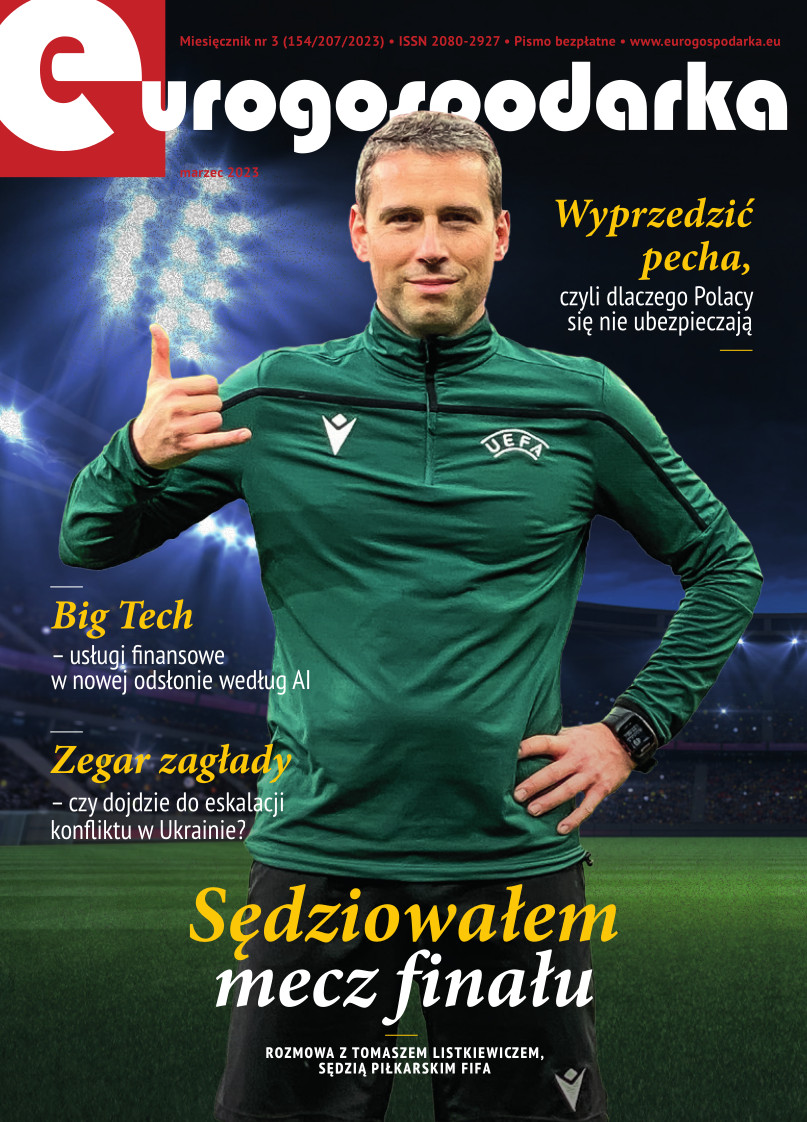 Miesięcznik nr 3 (154/207/2023) • ISSN 2080-2927 • Pismo bezpłatne • www.eurogospodarka.eu
eurogospodarka
marzec 2023
Wyprzedzić
pecha,
czyli dlaczego Polacy
się nie ubezpieczają
UEFA
Big Tech
– usługi finansowe
w nowej odsłonie według AI
Zegar zagłady
– czy dojdzie do eskalacji
konfliktu w Ukrainie?
Sędziowałem
mecz finału
ROZMOWA Z TOMASZEM LISTKIEWICZEM,
SĘDZIĄ PIŁKARSKIM FIFA